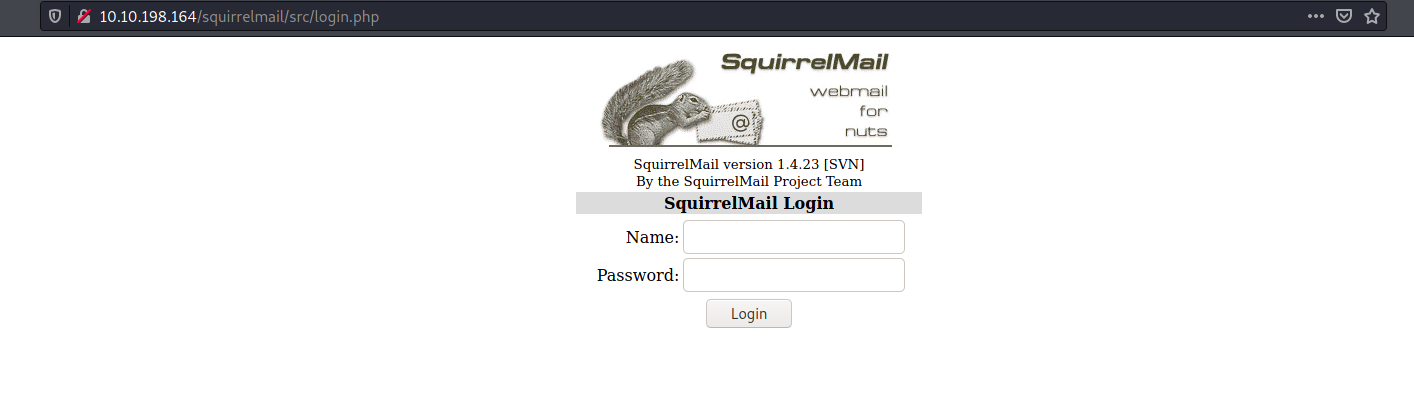 10.10.198.164/squirrelmail/src/login.php
SquirrelMail
webmail
for
nuts
@
SquirrelMail version 1.4.23 [SVN]
By the SquirrelMail Project Team
SquirrelMail Login
Name:
Password:
Login